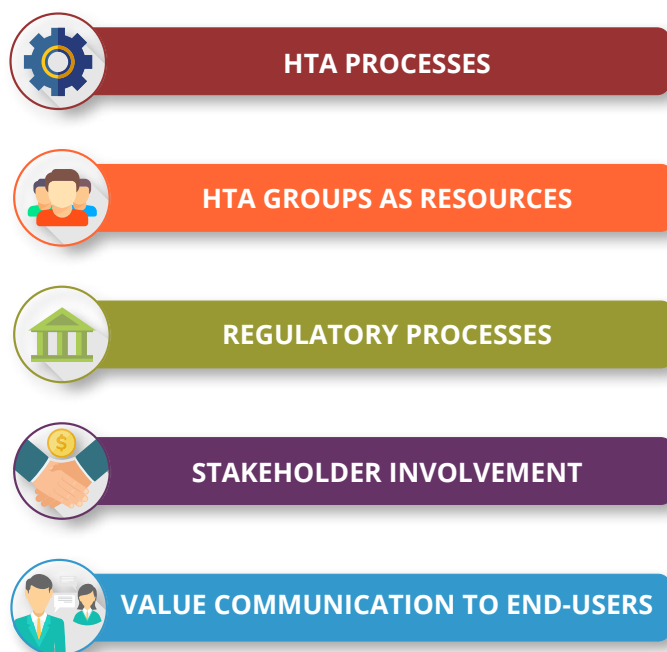 HTA PROCESSES
HTA GROUPS AS RESOURCES
REGULATORY PROCESSES
$
STAKEHOLDER INVOLVEMENT
VALUE COMMUNICATION TO END-USERS